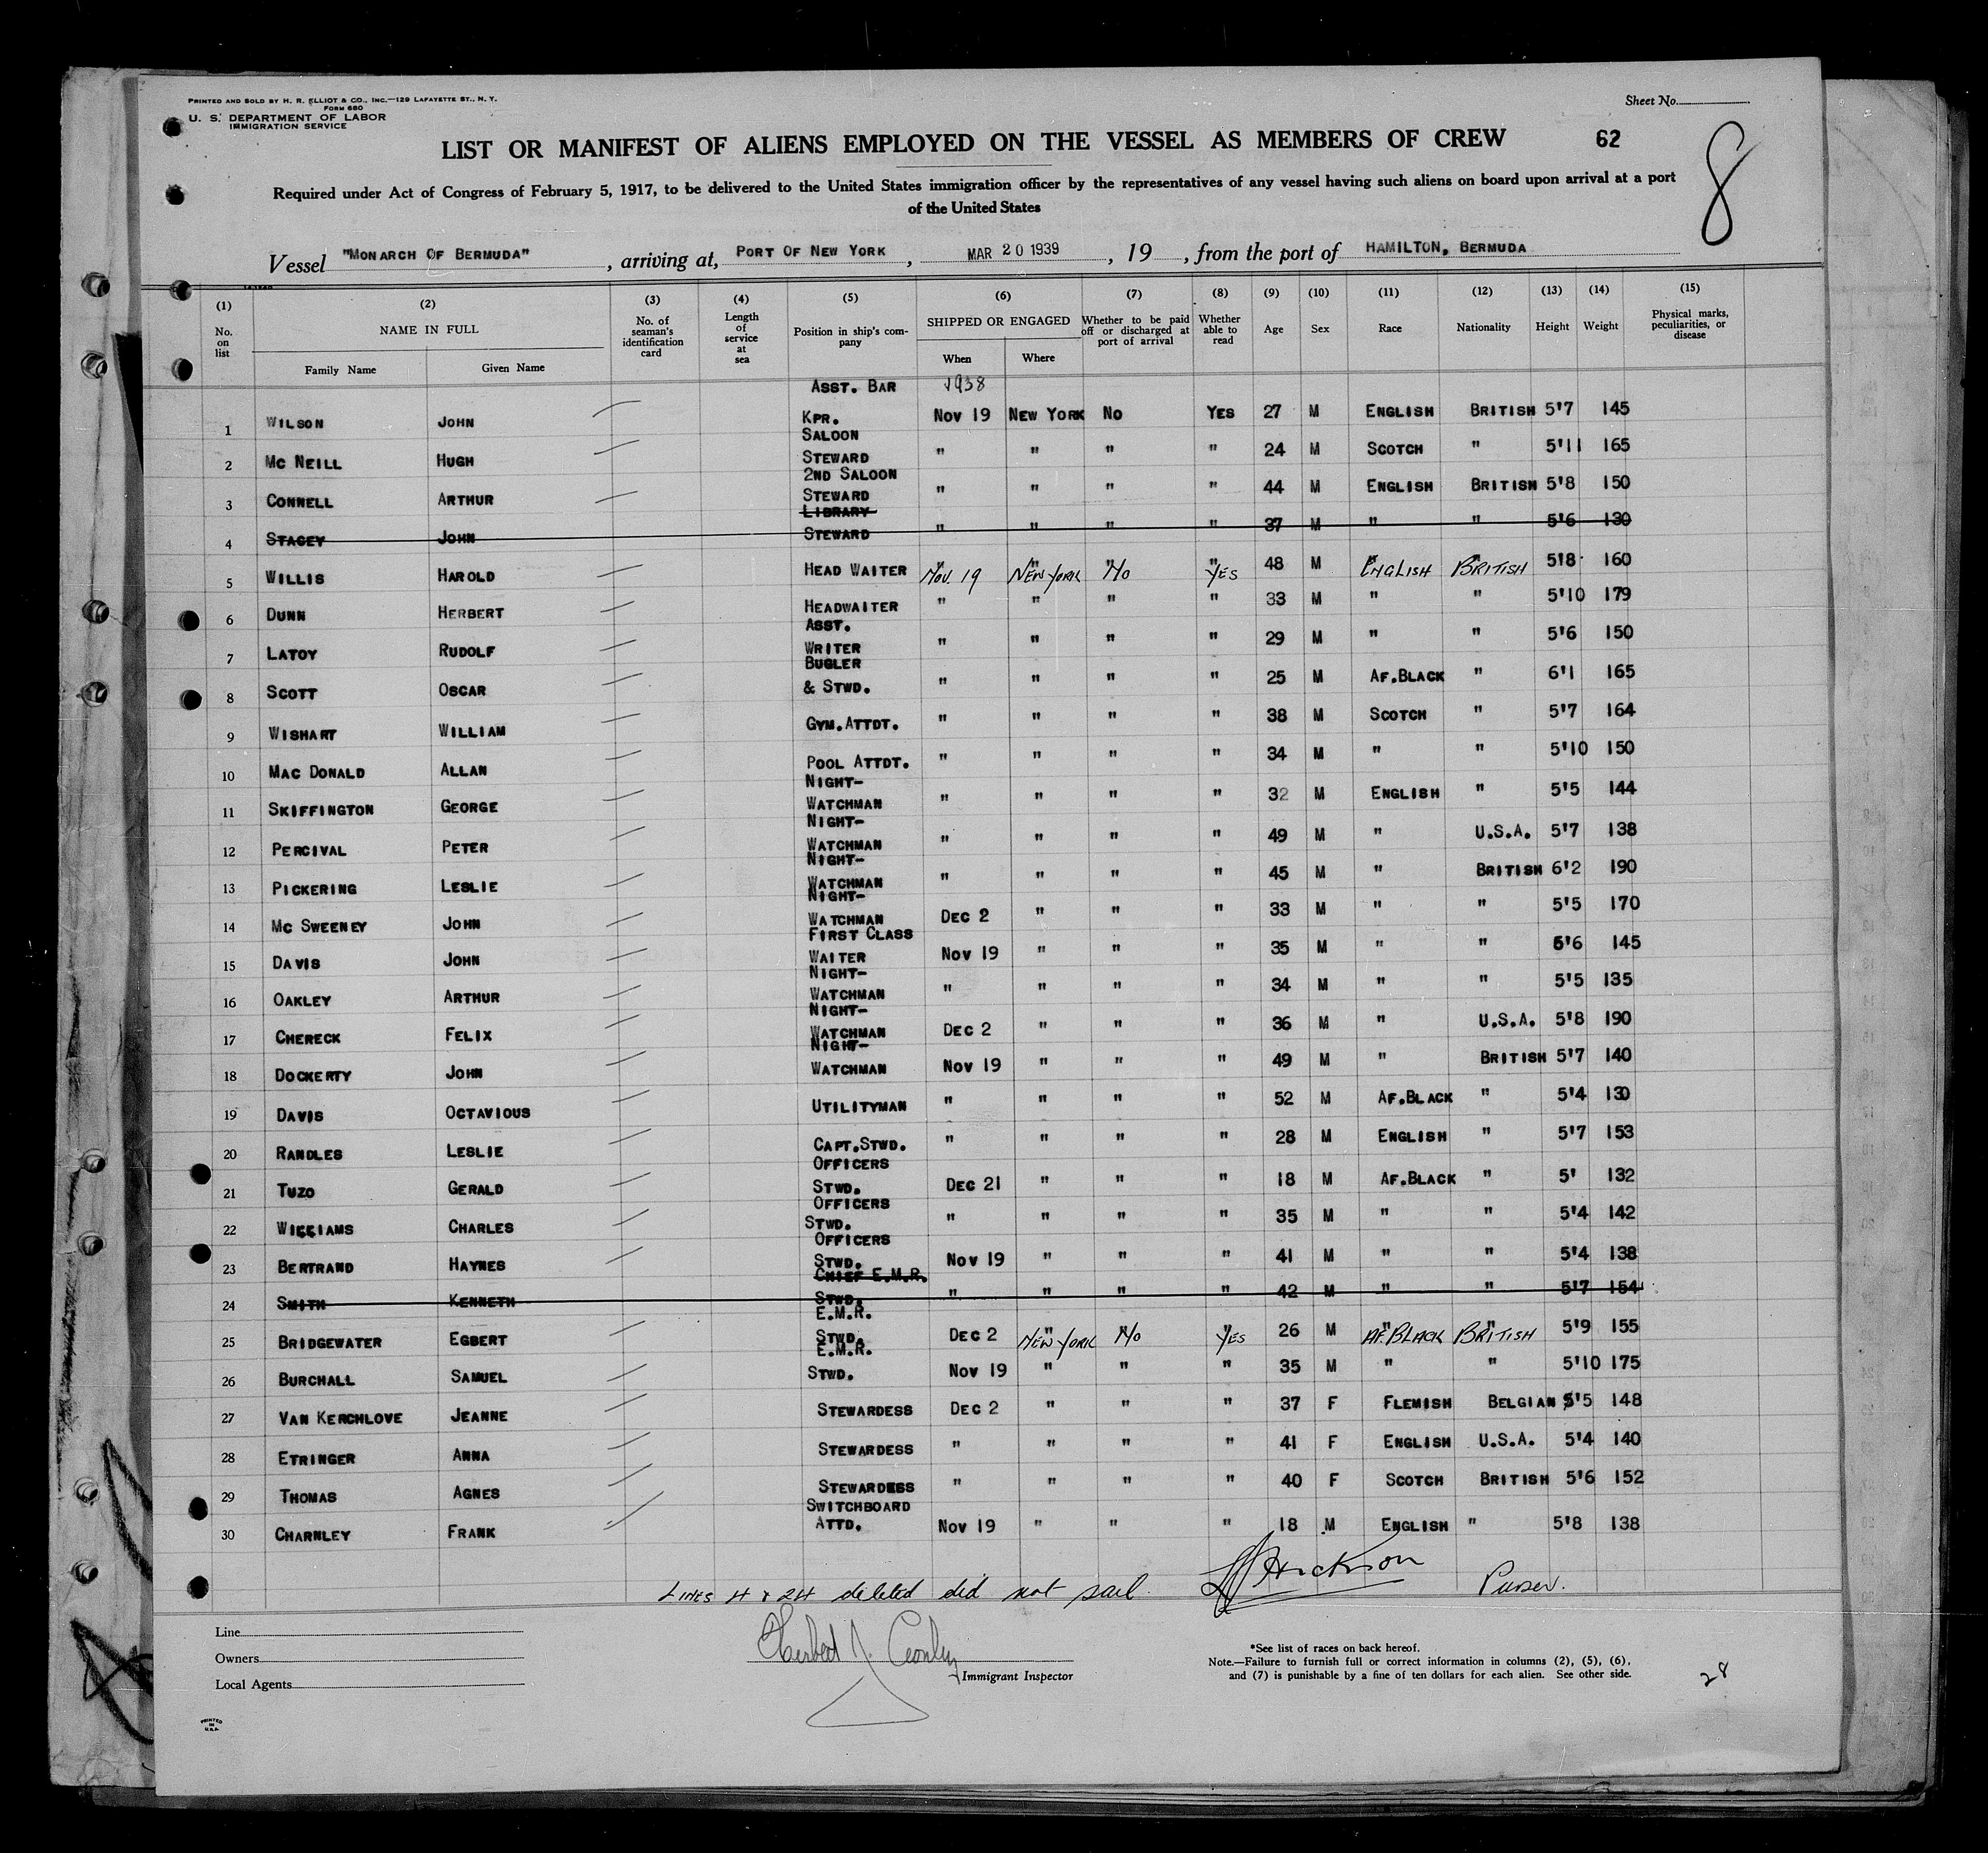 PRINTED AND SOLD BY H. R. ELLIOT & CO., INC.—129 LAFAYETTE ST., N. Y.
FORM 680
U. S. DEPARTMENT OF LABOR
IMMIGRATION SERVICE
Sheet No.
LIST OR MANIFEST OF ALIENS EMPLOYED ON THE VESSEL AS MEMBERS OF CREW 62
8
Required under Act of Congress of February 5, 1917, to be delivered to the United States immigration officer by the representatives of any vessel having such aliens on board upon arrival at a port
of the United States
Vessel "MONARCH OF BERMUDA", arriving at, PORT OF NEW YORK, MAR 20 1939, 19 , from the port of HAMILTON, BERMUDA
(1) (2) (3) (4) (5) (6) (7) (8) (9) (10) (11) (12) (13) (14) (15)
No. on list NAME IN FULL Family Name Given Name No. of seaman's identification card Length of service at sea Position in ship's company SHIPPED OR ENGAGED When Where Whether to be paid off or discharged at port of arrival Whether able to read Age Sex Race Nationality Height Weight Physical marks, peculiarities, or disease
1938
1 WILSON JOHN ASST. BAR KPR. NOV 19 NEW YORK NO YES 27 M ENGLISH BRITISH 5'7 145
2 MC NEILL HUGH SALOON STEWARD " " " " 24 M SCOTCH " 5'11 165
3 CONNELL ARTHUR 2ND SALOON STEWARD " " " " 44 M ENGLISH BRITISH 5'8 150
4 STACEY JOHN LIBRARY STEWARD " " " " 37 M " " 5'6 130
5 WILLIS HAROLD HEAD WAITER NOV. 19 NEW YORK NO YES 48 M ENGLISH BRITISH 5'8 160
6 DUNN HERBERT HEADWAITER " " " " 33 M " " 5'10 179
7 LATOY RUDOLF ASST. WRITER " " " " 29 M " " 5'6 150
8 SCOTT OSCAR BUGLER & STWD. " " " " 25 M AF.BLACK " 6'1 165
9 WISHART WILLIAM GYM.ATTDT. " " " " 38 M SCOTCH " 5'7 164
10 MAC DONALD ALLAN POOL ATTDT. " " " " 34 M " " 5'10 150
11 SKIFFINGTON GEORGE NIGHT- WATCHMAN " " " " 32 M ENGLISH " 5'5 144
12 PERCIVAL PETER NIGHT- WATCHMAN " " " " 49 M " U.S.A. 5'7 138
13 PICKERING LESLIE NIGHT- WATCHMAN " " " " 45 M " BRITISH 6'2 190
14 MC SWEENEY JOHN NIGHT- WATCHMAN DEC 2 " " " 33 M " " 5'5 170
15 DAVIS JOHN FIRST CLASS WAITER NOV 19 " " " 35 M " " 5'6 145
16 OAKLEY ARTHUR NIGHT- WATCHMAN " " " " 34 M " " 5'5 135
17 CHERECK FELIX NIGHT- WATCHMAN DEC 2 " " " 36 M " U.S.A. 5'8 190
18 DOCKERTY JOHN NIGHT- WATCHMAN NOV 19 " " " 49 M " BRITISH 5'7 140
19 DAVIS OCTAVIOUS UTILITYMAN " " " " 52 M AF.BLACK " 5'4 130
20 RANDLES LESLIE CAPT.STWD. " " " " 28 M ENGLISH " 5'7 153
21 TUZO GERALD OFFICERS STWD. DEC 21 " " " 18 M AF.BLACK " 5' 132
22 WILLIAMS CHARLES OFFICERS STWD. " " " " 35 M " " 5'4 142
23 BERTRAND HAYNES OFFICERS STWD. NOV 19 " " " 41 M " " 5'4 138
24 SMITH KENNETH CHIEF E.M.R. STWD. " " " " 42 M " " 5'7 154
25 BRIDGEWATER EGBERT E.M.R. STWD. DEC 2 NEW YORK NO YES 26 M AF.BLACK BRITISH 5'9 155
26 BURCHALL SAMUEL E.M.R. STWD. NOV 19 " " " 35 M " " 5'10 175
27 VAN KERCHLOVE JEANNE STEWARDESS DEC 2 " " " 37 F FLEMISH BELGIAN 5'5 148
28 ETRINGER ANNA STEWARDESS " " " " 41 F ENGLISH U.S.A. 5'4 140
29 THOMAS AGNES STEWARDESS " " " " 40 F SCOTCH BRITISH 5'6 152
30 CHARNLEY FRANK SWITCHBOARD ATTD. NOV 19 " " " 18 M ENGLISH " 5'8 138
Lines 4 & 24 deleted did not sail. Hickson Purser.
Line
Owners
Local Agents
Herbert J.
Immigrant Inspector
*See list of races on back hereof.
Note.—Failure to furnish full or correct information in columns (2), (5), (6),
and (7) is punishable by a fine of ten dollars for each alien. See other side.
28
PRINTED IN U.S.A.